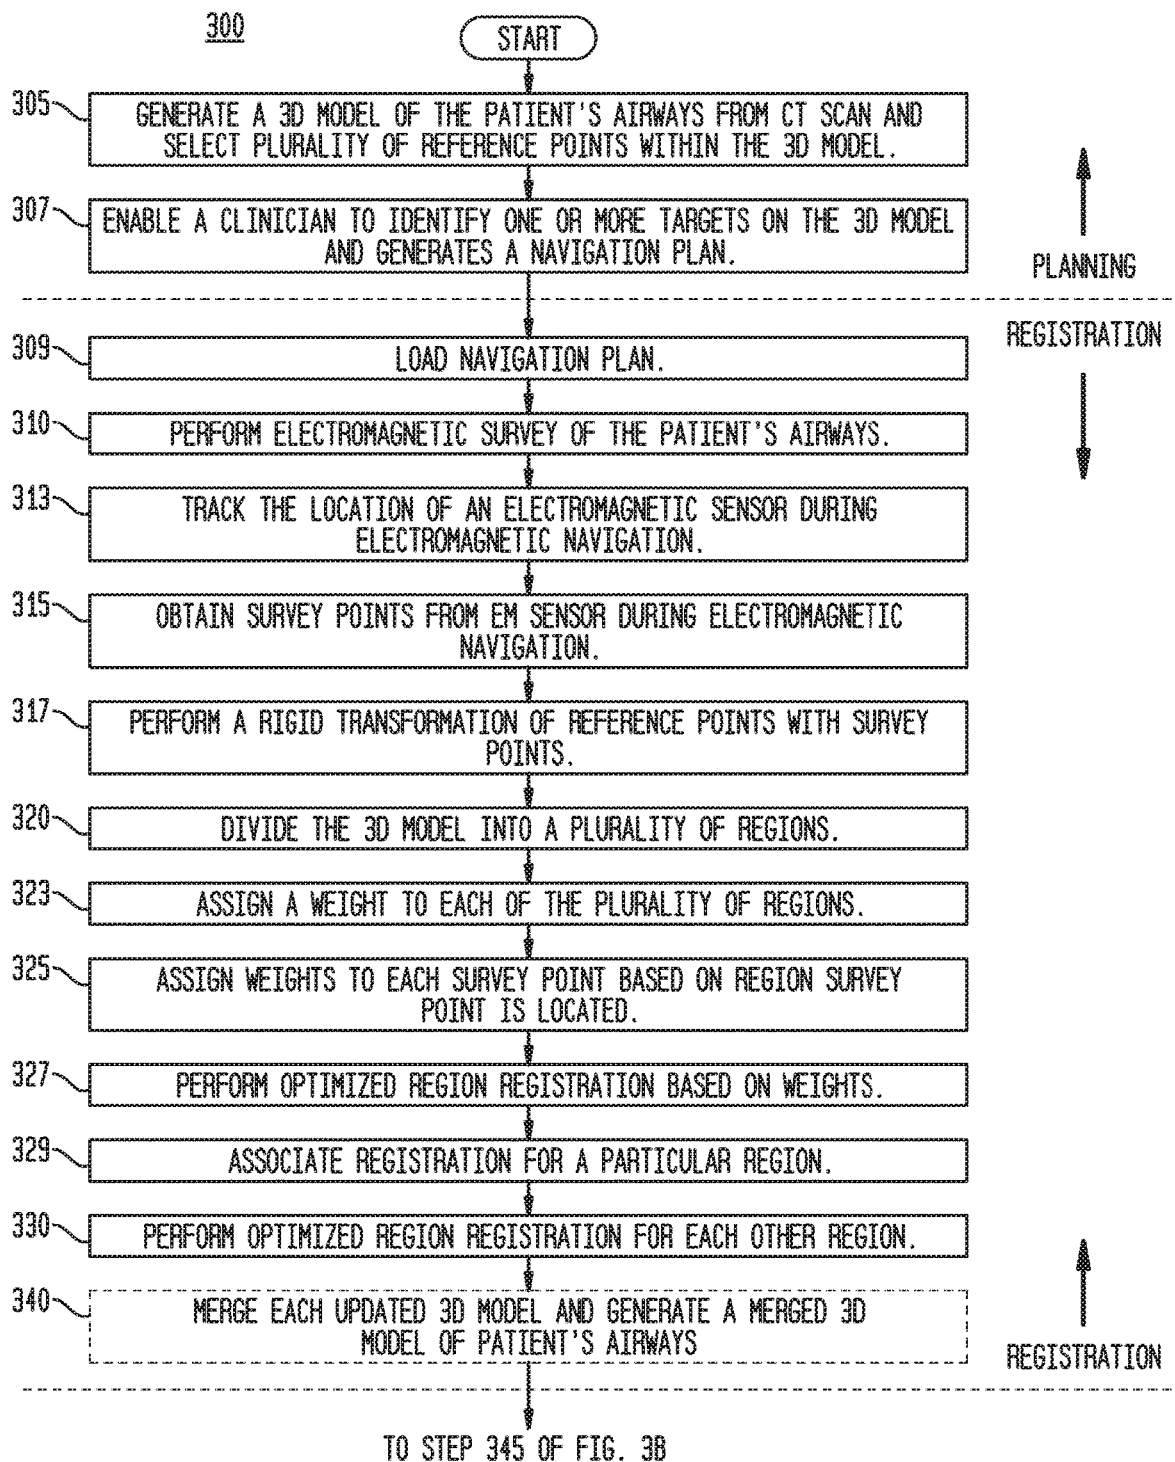 300
START
305
GENERATE A 3D MODEL OF THE PATIENT'S AIRWAYS FROM CT SCAN AND
SELECT PLURALITY OF REFERENCE POINTS WITHIN THE 3D MODEL.
307
ENABLE A CLINICIAN TO IDENTIFY ONE OR MORE TARGETS ON THE 3D MODEL
AND GENERATES A NAVIGATION PLAN.
PLANNING
REGISTRATION
309
LOAD NAVIGATION PLAN.
310
PERFORM ELECTROMAGNETIC SURVEY OF THE PATIENT'S AIRWAYS.
313
TRACK THE LOCATION OF AN ELECTROMAGNETIC SENSOR DURING
ELECTROMAGNETIC NAVIGATION.
315
OBTAIN SURVEY POINTS FROM EM SENSOR DURING ELECTROMAGNETIC
NAVIGATION.
317
PERFORM A RIGID TRANSFORMATION OF REFERENCE POINTS WITH SURVEY
POINTS.
320
DIVIDE THE 3D MODEL INTO A PLURALITY OF REGIONS.
323
ASSIGN A WEIGHT TO EACH OF THE PLURALITY OF REGIONS.
325
ASSIGN WEIGHTS TO EACH SURVEY POINT BASED ON REGION SURVEY
POINT IS LOCATED.
327
PERFORM OPTIMIZED REGION REGISTRATION BASED ON WEIGHTS.
329
ASSOCIATE REGISTRATION FOR A PARTICULAR REGION.
330
PERFORM OPTIMIZED REGION REGISTRATION FOR EACH OTHER REGION.
340
MERGE EACH UPDATED 3D MODEL AND GENERATE A MERGED 3D
MODEL OF PATIENT'S AIRWAYS
REGISTRATION
TO STEP 345 OF FIG. 3B